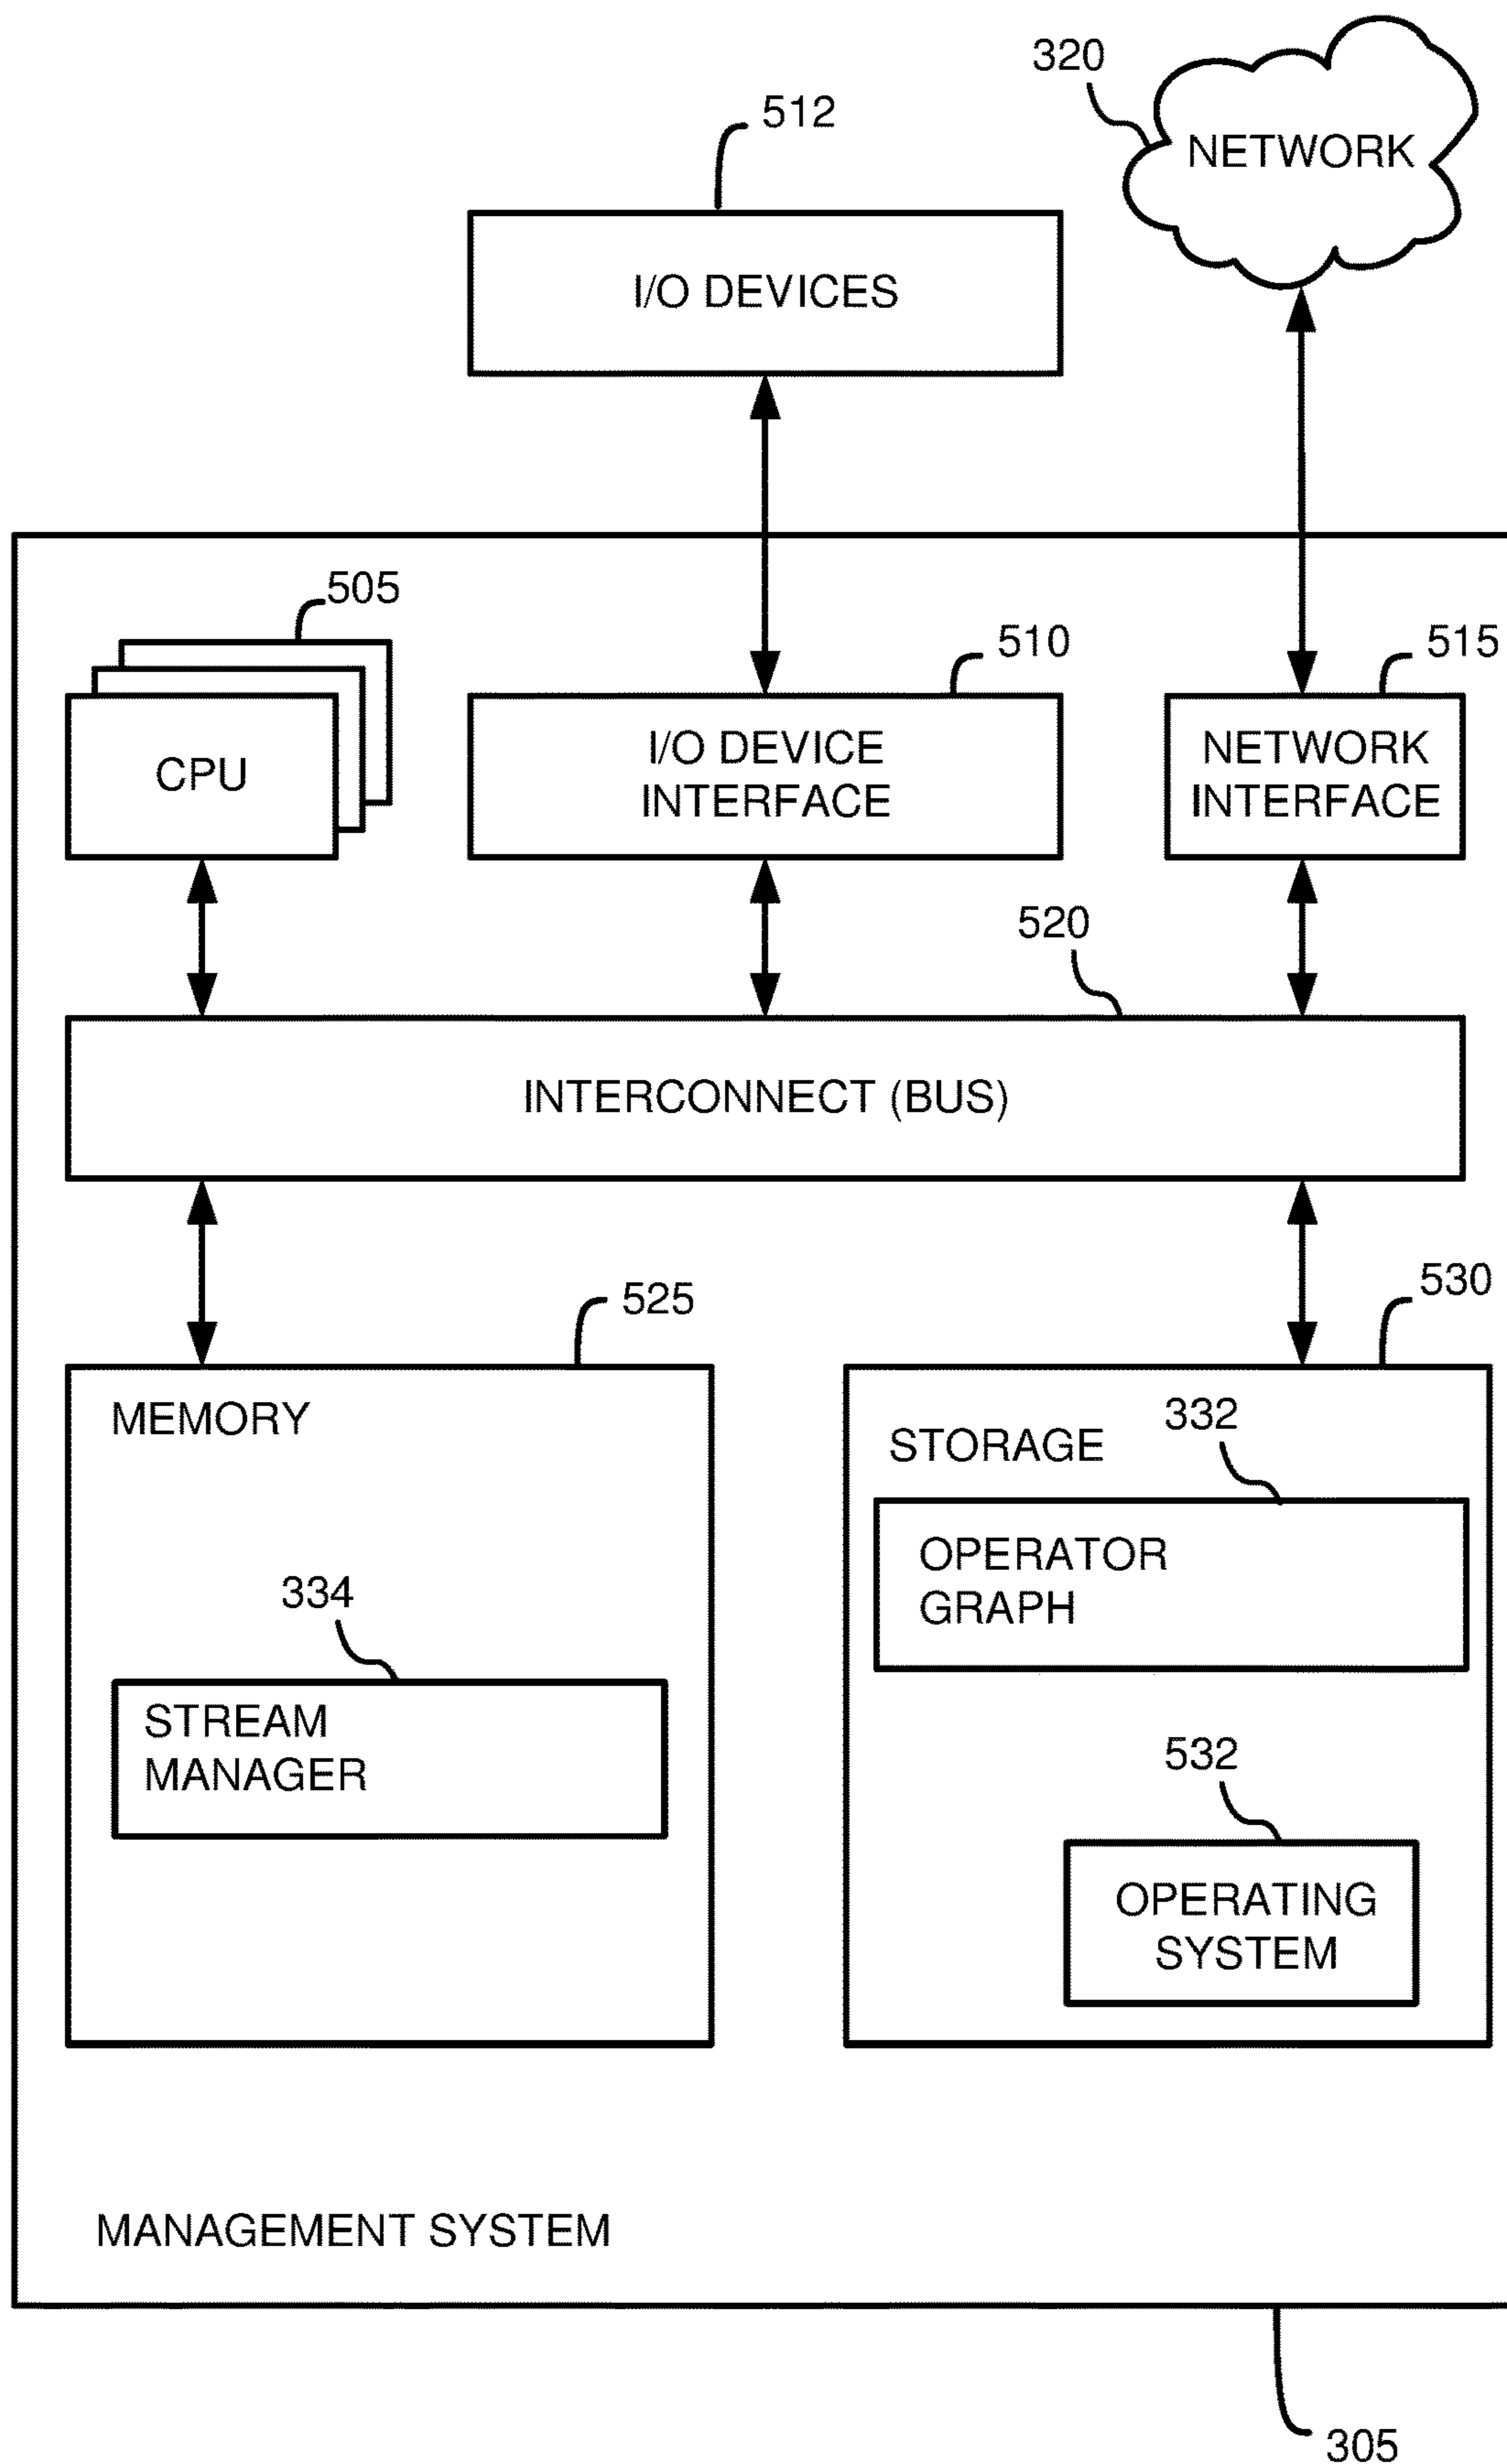 320
NETWORK
512
I/O DEVICES
505
CPU
510
I/O DEVICE
INTERFACE
515
NETWORK
INTERFACE
520
INTERCONNECT (BUS)
525
MEMORY
334
STREAM
MANAGER
530
STORAGE
332
OPERATOR
GRAPH
532
OPERATING
SYSTEM
MANAGEMENT SYSTEM
305